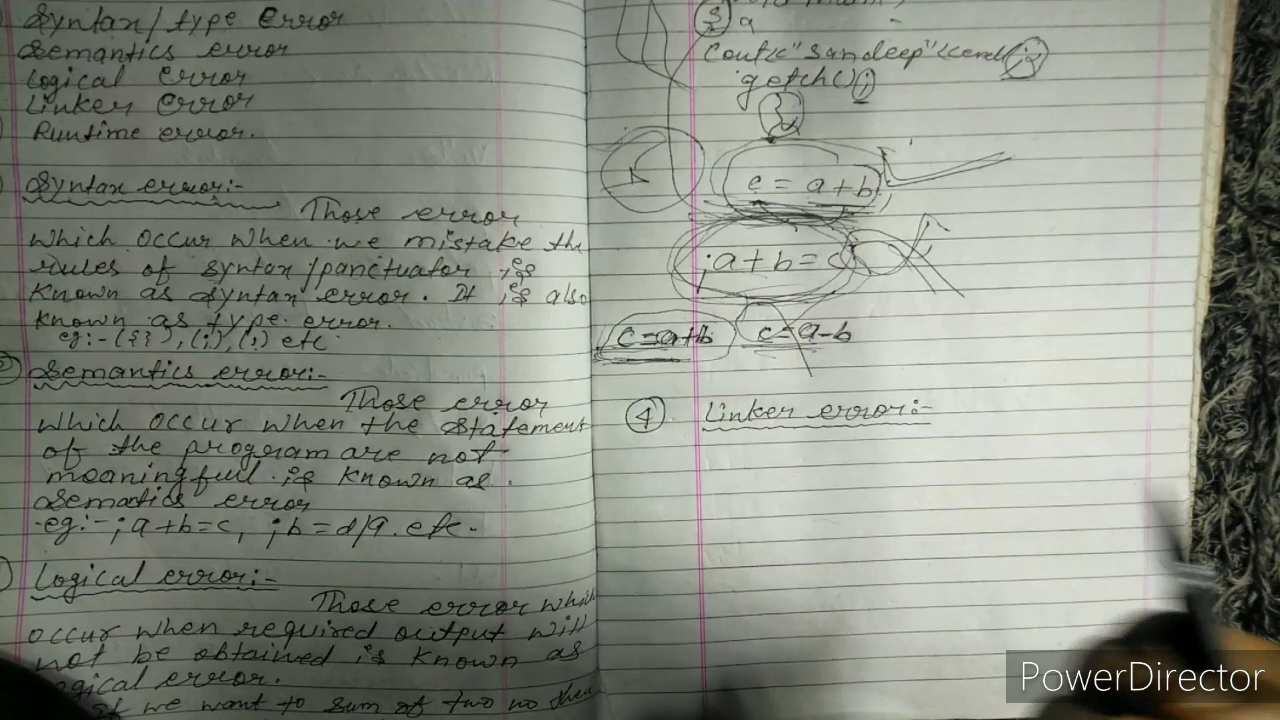 Syntax/type Error
Semantics error
Logical Error
Linker Error
Runtime error.
Syntax error:-
Those error
which occur when we mistake the
rules of syntax/panctuator is
known as syntax error. It is also
known as type error.
eg:- ({}), (;), (:) etc
Semantics error:-
Those error
which occur when the statement
of the program are not
meaningfull is known as
Sematics error
eg:- ; a+b=c, ; b=d/a. etc.
Logical error:-
Those error which
occur when required output will
not be obtained is known as
logical error.
if we want to sum of two no then
cout<"Sandeep"<endl;
getch();
}
c = a+b
; a+b=c
c=a+b c=a-b
④ Linker error:-
PowerDirector